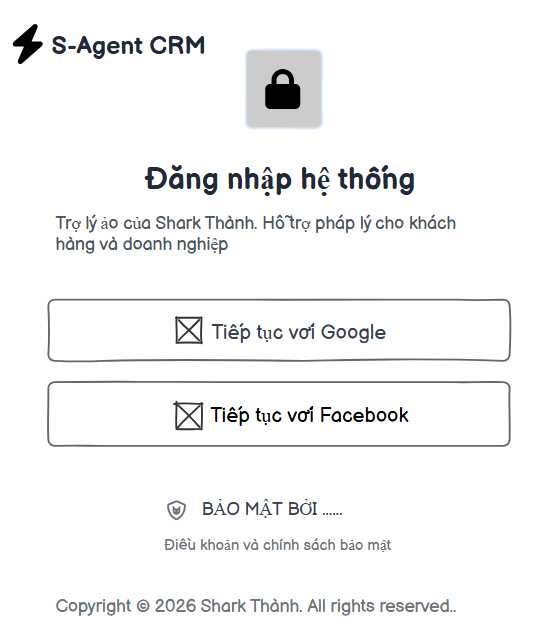 S-Agent CRM
Đăng nhập hệ thống
Trợ lý ảo của Shark Thành. Hỗ trợ pháp lý cho khách
hàng và doanh nghiệp
Tiếp tục với Google
Tiếp tục với Facebook
BẢO MẬT BỞI ......
Điều khoản và chính sách bảo mật
Copyright © 2026 Shark Thành. All rights reserved..